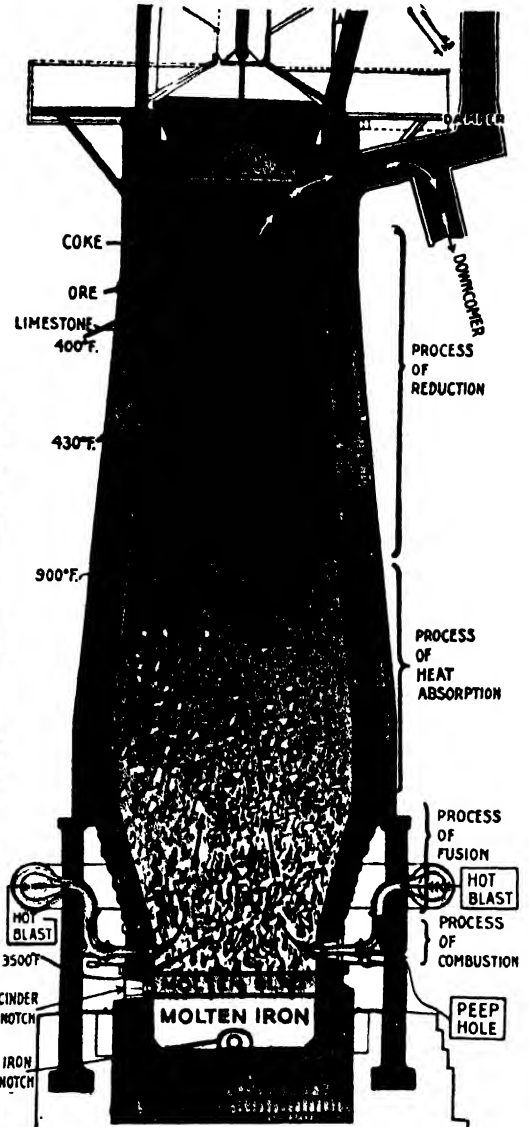 DAMPER
COKE
DOWNCOMER
ORE
LIMESTONE
400°F.
PROCESS
OF
REDUCTION
430°F.
900°F.
PROCESS
OF
HEAT
ABSORPTION
PROCESS
OF
FUSION
HOT
BLAST
HOT
BLAST
PROCESS
OF
COMBUSTION
3500°F
MOLTEN
CINDER
NOTCH
MOLTEN IRON
PEEP
HOLE
IRON
NOTCH